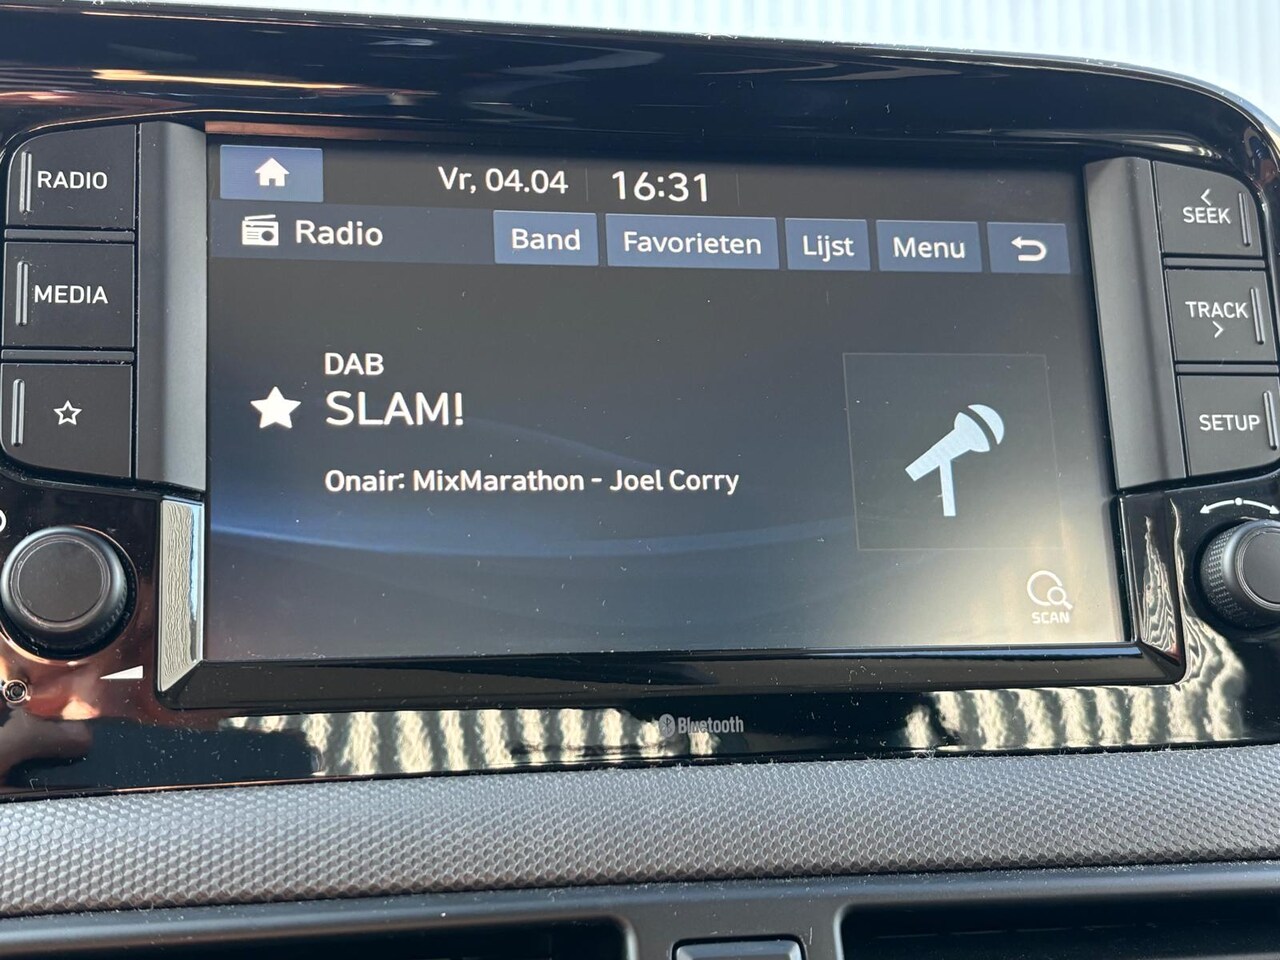 RADIO
MEDIA
Vr, 04.04 16:31
Radio Band Favorieten Lijst Menu
DAB
SLAM!
Onair: MixMarathon - Joel Corry
SCAN
< SEEK
TRACK >
SETUP
Bluetooth